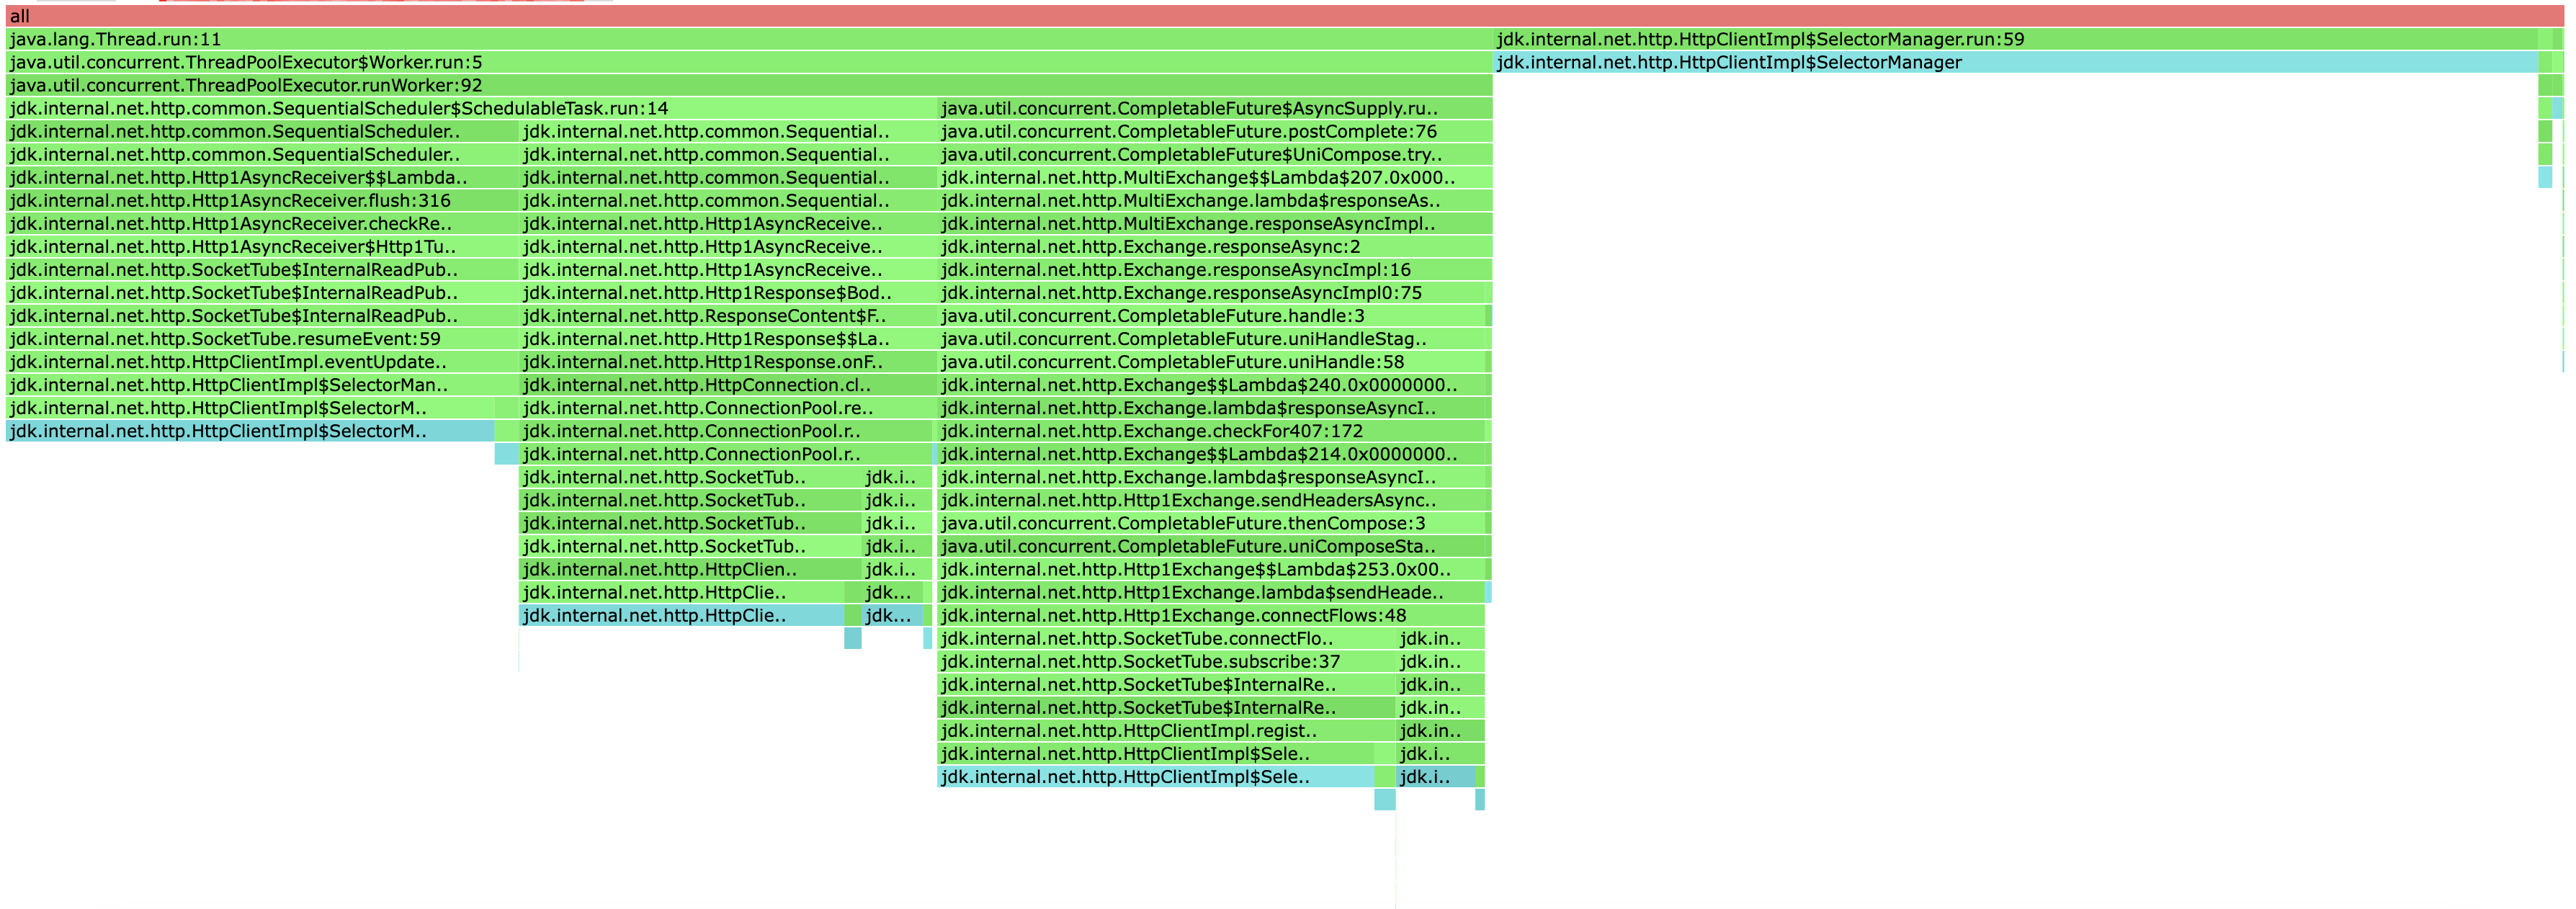 all
java.lang.Thread.run:11 jdk.internal.net.http.HttpClientImpl$SelectorManager.run:59
java.util.concurrent.ThreadPoolExecutor$Worker.run:5 jdk.internal.net.http.HttpClientImpl$SelectorManager
java.util.concurrent.ThreadPoolExecutor.runWorker:92
jdk.internal.net.http.common.SequentialScheduler$SchedulableTask.run:14 java.util.concurrent.CompletableFuture$AsyncSupply.ru..
jdk.internal.net.http.common.SequentialScheduler.. jdk.internal.net.http.common.Sequential.. java.util.concurrent.CompletableFuture.postComplete:76
jdk.internal.net.http.common.SequentialScheduler.. jdk.internal.net.http.common.Sequential.. java.util.concurrent.CompletableFuture$UniCompose.try..
jdk.internal.net.http.Http1AsyncReceiver$$Lambda.. jdk.internal.net.http.common.Sequential.. jdk.internal.net.http.MultiExchange$$Lambda$207.0x000..
jdk.internal.net.http.Http1AsyncReceiver.flush:316 jdk.internal.net.http.common.Sequential.. jdk.internal.net.http.MultiExchange.lambda$responseAs..
jdk.internal.net.http.Http1AsyncReceiver.checkRe.. jdk.internal.net.http.Http1AsyncReceive.. jdk.internal.net.http.MultiExchange.responseAsyncImpl..
jdk.internal.net.http.Http1AsyncReceiver$Http1Tu.. jdk.internal.net.http.Http1AsyncReceive.. jdk.internal.net.http.Exchange.responseAsync:2
jdk.internal.net.http.SocketTube$InternalReadPub.. jdk.internal.net.http.Http1AsyncReceive.. jdk.internal.net.http.Exchange.responseAsyncImpl:16
jdk.internal.net.http.SocketTube$InternalReadPub.. jdk.internal.net.http.Http1Response$Bod.. jdk.internal.net.http.Exchange.responseAsyncImpl0:75
jdk.internal.net.http.SocketTube$InternalReadPub.. jdk.internal.net.http.ResponseContent$F.. java.util.concurrent.CompletableFuture.handle:3
jdk.internal.net.http.SocketTube.resumeEvent:59 jdk.internal.net.http.Http1Response$$La.. java.util.concurrent.CompletableFuture.uniHandleStag..
jdk.internal.net.http.HttpClientImpl.eventUpdate.. jdk.internal.net.http.Http1Response.onF.. java.util.concurrent.CompletableFuture.uniHandle:58
jdk.internal.net.http.HttpClientImpl$SelectorMan.. jdk.internal.net.http.HttpConnection.cl.. jdk.internal.net.http.Exchange$$Lambda$240.0x0000000..
jdk.internal.net.http.HttpClientImpl$SelectorM.. jdk.internal.net.http.ConnectionPool.re.. jdk.internal.net.http.Exchange.lambda$responseAsyncI..
jdk.internal.net.http.HttpClientImpl$SelectorM.. jdk.internal.net.http.ConnectionPool.r.. jdk.internal.net.http.Exchange.checkFor407:172
jdk.internal.net.http.ConnectionPool.r.. jdk.internal.net.http.Exchange$$Lambda$214.0x0000000..
jdk.internal.net.http.SocketTub.. jdk.i.. jdk.internal.net.http.Exchange.lambda$responseAsyncI..
jdk.internal.net.http.SocketTub.. jdk.i.. jdk.internal.net.http.Http1Exchange.sendHeadersAsync..
jdk.internal.net.http.SocketTub.. jdk.i.. java.util.concurrent.CompletableFuture.thenCompose:3
jdk.internal.net.http.SocketTub.. jdk.i.. java.util.concurrent.CompletableFuture.uniComposeSta..
jdk.internal.net.http.HttpClien.. jdk.i.. jdk.internal.net.http.Http1Exchange$$Lambda$253.0x00..
jdk.internal.net.http.HttpClie.. jdk... jdk.internal.net.http.Http1Exchange.lambda$sendHeade..
jdk.internal.net.http.HttpClie.. jdk... jdk.internal.net.http.Http1Exchange.connectFlows:48
jdk.internal.net.http.SocketTube.connectFlo.. jdk.in..
jdk.internal.net.http.SocketTube.subscribe:37 jdk.in..
jdk.internal.net.http.SocketTube$InternalRe.. jdk.in..
jdk.internal.net.http.SocketTube$InternalRe.. jdk.in..
jdk.internal.net.http.HttpClientImpl.regist.. jdk.in..
jdk.internal.net.http.HttpClientImpl$Sele.. jdk.i..
jdk.internal.net.http.HttpClientImpl$Sele.. jdk.i..